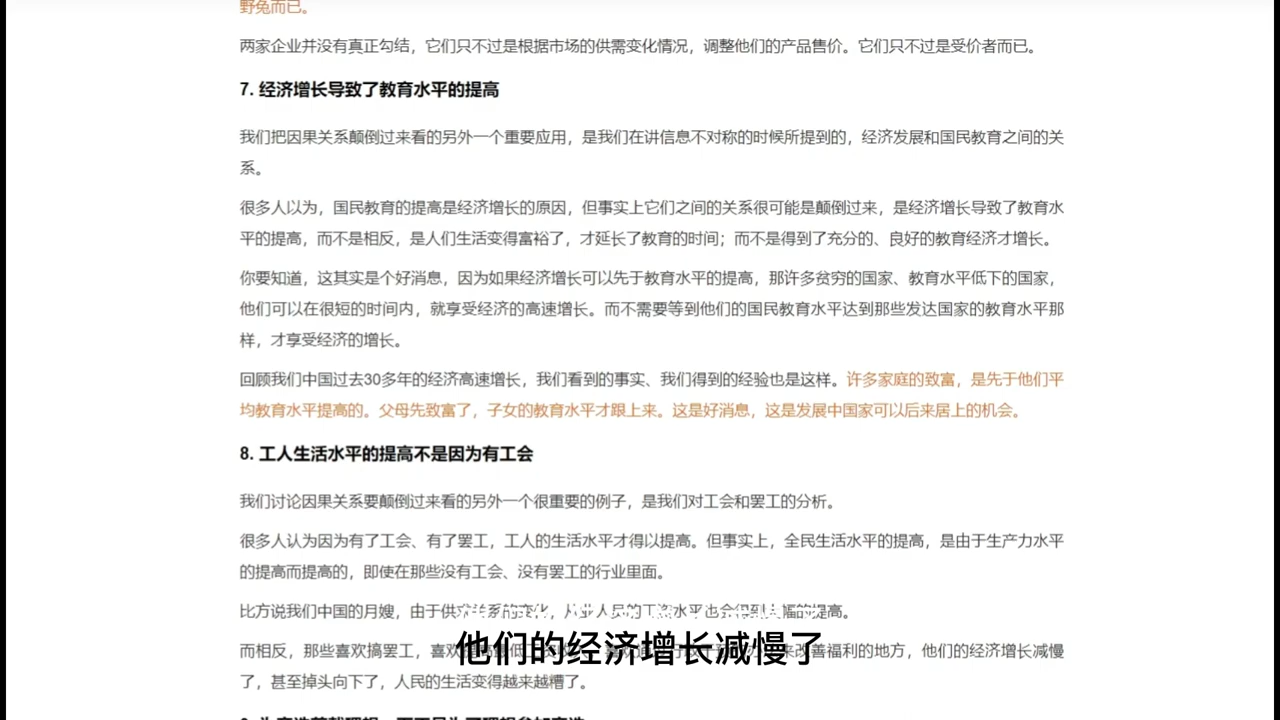 野兔而已。
两家企业并没有真正勾结，它们只不过是根据市场的供需变化情况，调整他们的产品售价。它们只不过是受价者而已。
7. 经济增长导致了教育水平的提高
我们把因果关系颠倒过来看的另外一个重要应用，是我们在讲信息不对称的时候所提到的，经济发展和国民教育之间的关
系。
很多人以为，国民教育的提高是经济增长的原因，但事实上它们之间的关系很可能是颠倒过来，是经济增长导致了教育水
平的提高，而不是相反，是人们生活变得富裕了，才延长了教育的时间；而不是得到了充分的、良好的教育经济才增长。
你要知道，这其实是个好消息，因为如果经济增长可以先于教育水平的提高，那许多贫穷的国家、教育水平低下的国家，
他们可以在很短的时间内，就享受经济的高速增长。而不需要等到他们的国民教育水平达到那些发达国家的教育水平那
样，才享受经济的增长。
回顾我们中国过去30多年的经济高速增长，我们看到的事实、我们得到的经验也是这样。许多家庭的致富，是先于他们平
均教育水平提高的。父母先致富了，子女的教育水平才跟上来。这是好消息，这是发展中国家可以后来居上的机会。
8. 工人生活水平的提高不是因为有工会
我们讨论因果关系要颠倒过来看的另外一个很重要的例子，是我们对工会和罢工的分析。
很多人认为因为有了工会、有了罢工，工人的生活水平才得以提高。但事实上，全民生活水平的提高，是由于生产力水平
的提高而提高的，即使在那些没有工会、没有罢工的行业里面。
比方说我们中国的月嫂，由于供 的提高。
而相反，那些喜欢搞罢工，喜欢 来改善福利的地方，他们的经济增长减慢
了，甚至掉头向下了，人民的生活变得越来越糟了。
他们的经济增长减慢了